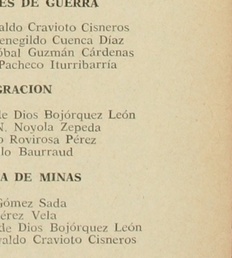 ES DE GUERRA
aldo Cravioto Cisneros
enegildo Cuenca Díaz
óbal Guzmán Cárdenas
Pacheco Iturribarría
GRACION
de Dios Bojórquez León
N. Noyola Zepeda
o Rovirosa Pérez
lo Baurraud
A DE MINAS
Gómez Sada
érez Vela
de Dios Bojórquez León
valdo Cravioto Cisneros